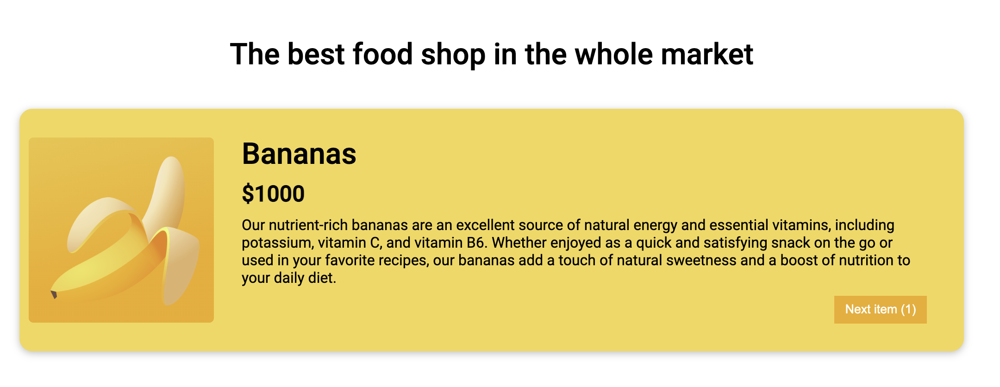 The best food shop in the whole market
Bananas
$1000
Our nutrient-rich bananas are an excellent source of natural energy and essential vitamins, including
potassium, vitamin C, and vitamin B6. Whether enjoyed as a quick and satisfying snack on the go or
used in your favorite recipes, our bananas add a touch of natural sweetness and a boost of nutrition to
your daily diet.
Next item (1)